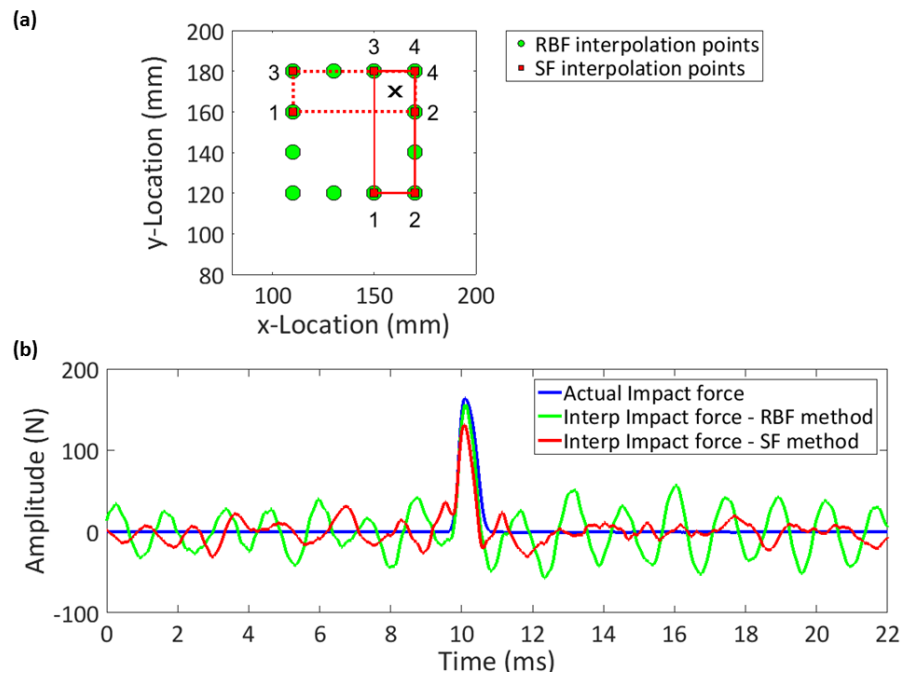 (a)
200
180
160
140
120
100
80
y-Location (mm)
3 4
3 4
1 2
1 2
x
100 150 200
x-Location (mm)
RBF interpolation points
SF interpolation points
(b)
200
100
0
-100
Amplitude (N)
Actual Impact force
Interp Impact force - RBF method
Interp Impact force - SF method
0 2 4 6 8 10 12 14 16 18 20 22
Time (ms)